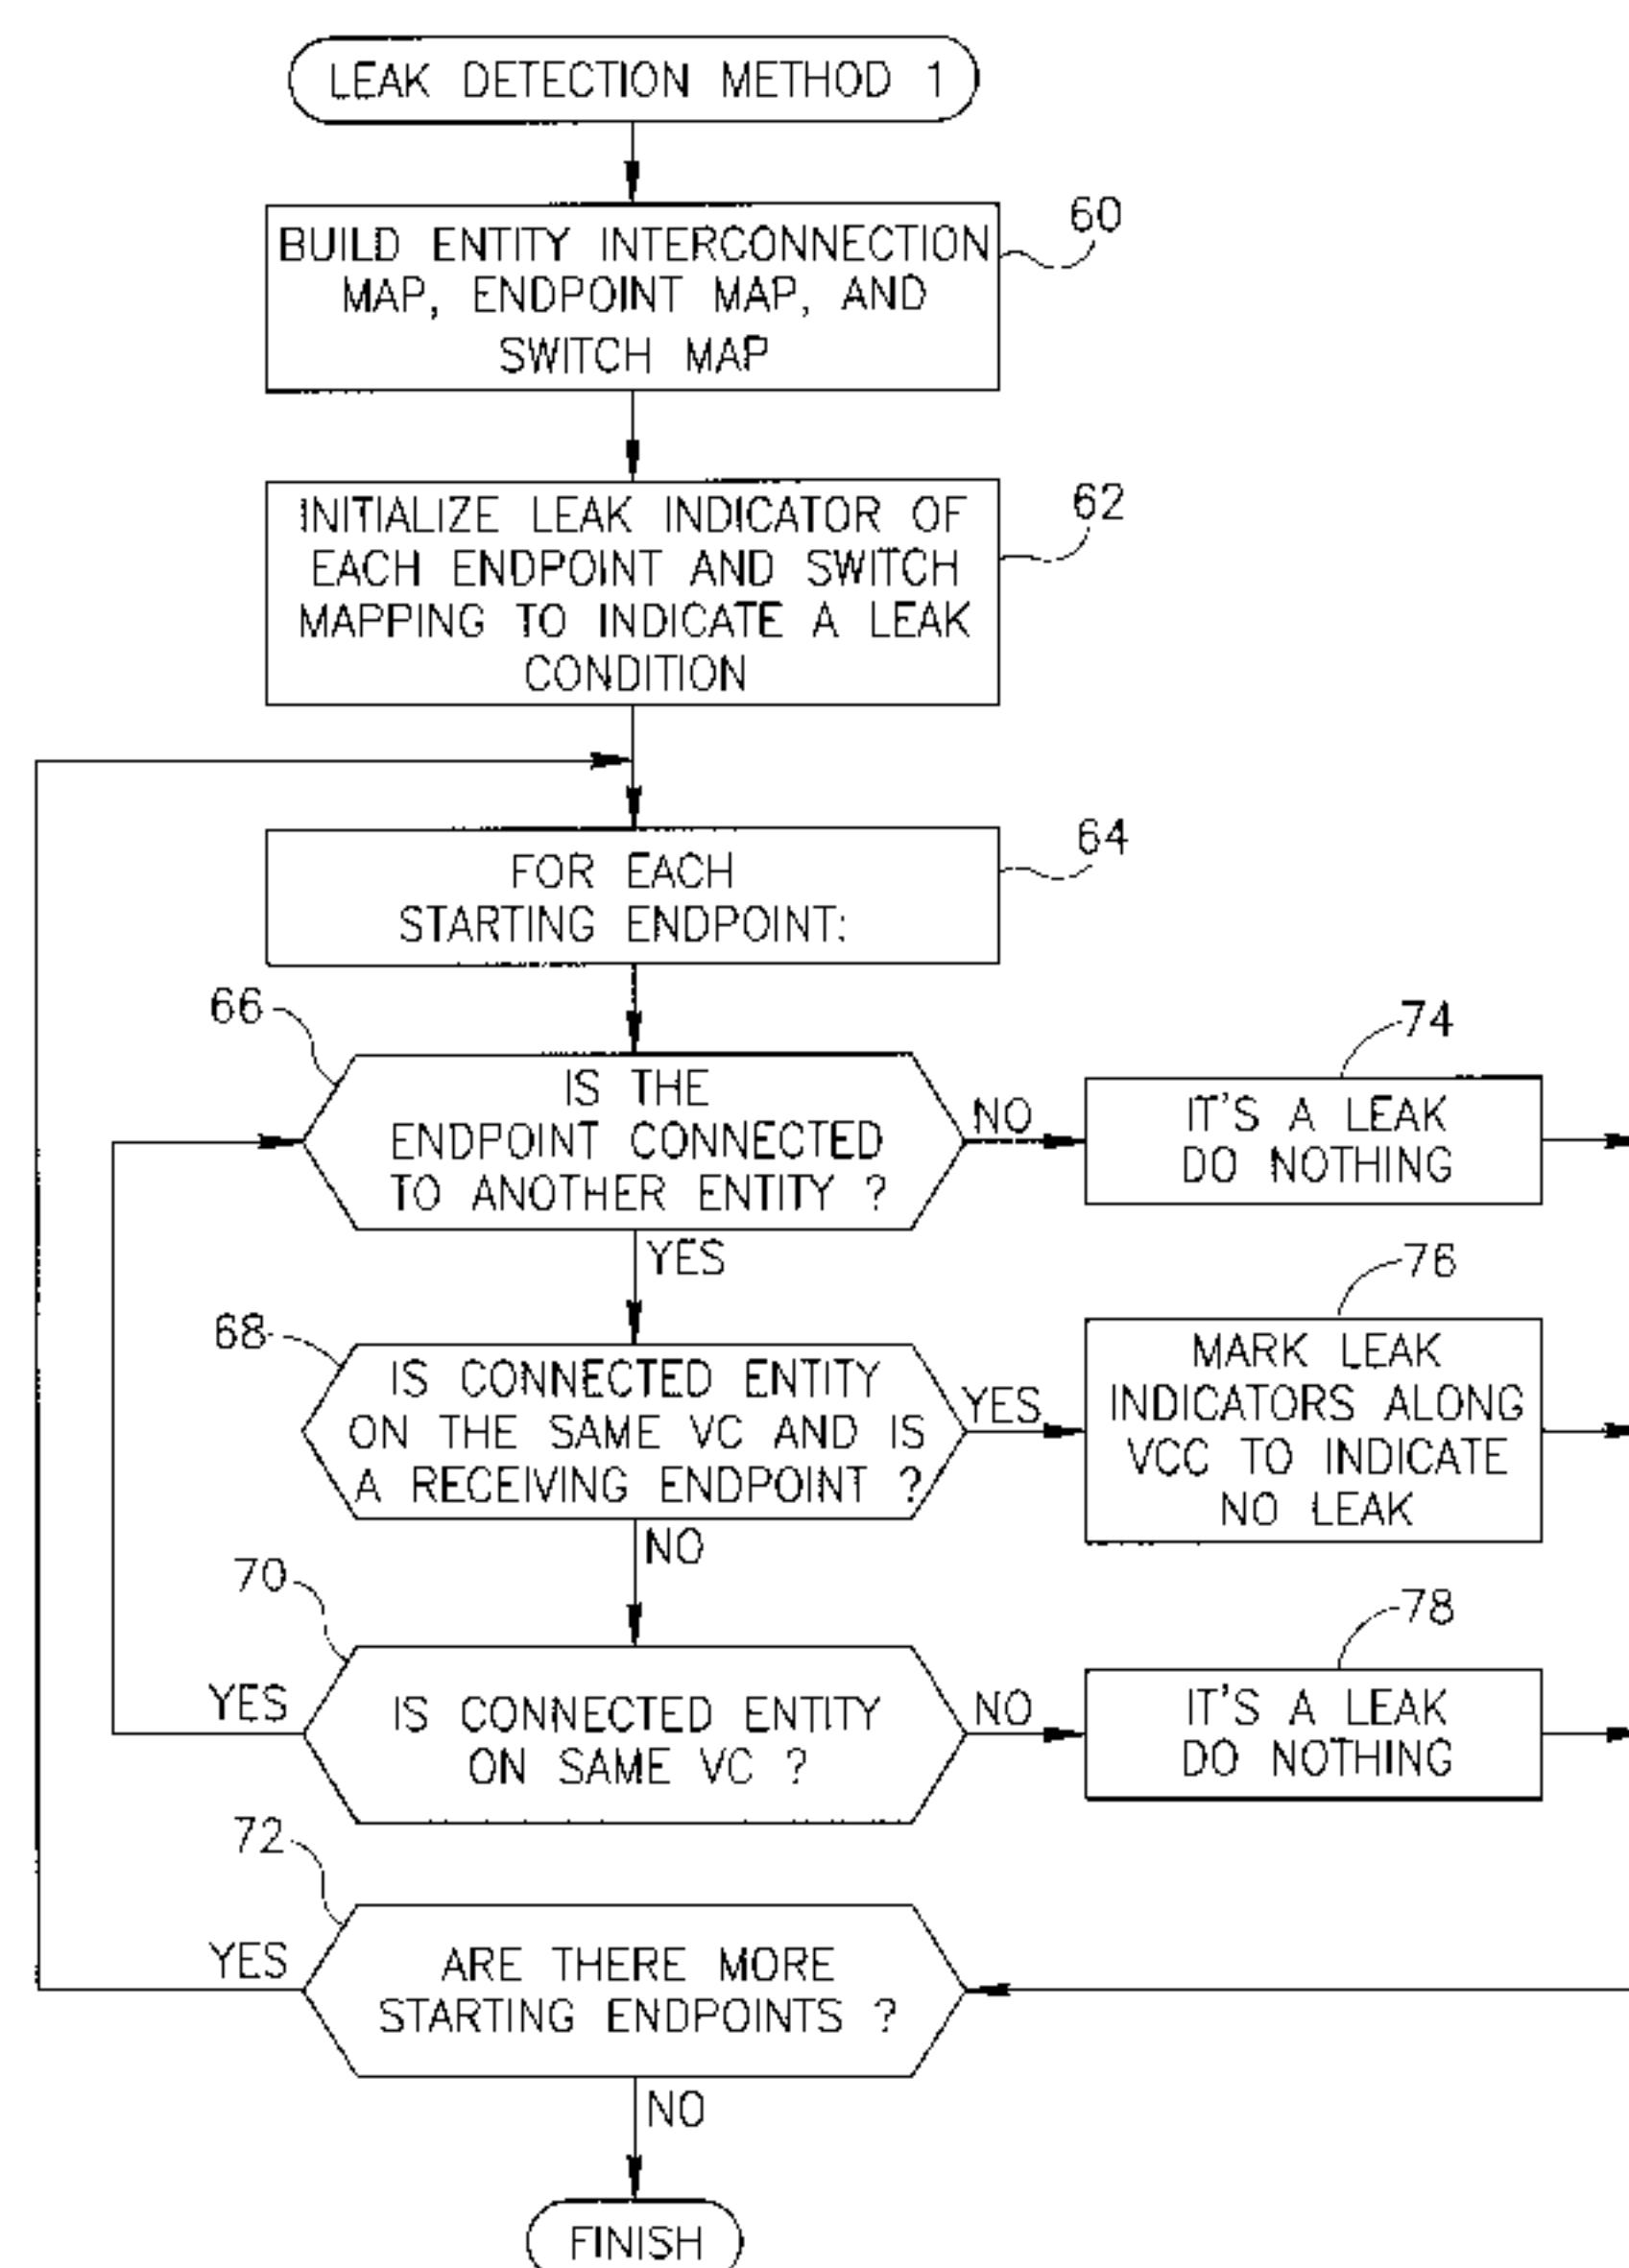 LEAK DETECTION METHOD 1
60
BUILD ENTITY INTERCONNECTION
MAP, ENDPOINT MAP, AND
SWITCH MAP
62
INITIALIZE LEAK INDICATOR OF
EACH ENDPOINT AND SWITCH
MAPPING TO INDICATE A LEAK
CONDITION
64
FOR EACH
STARTING ENDPOINT:
66
IS THE
ENDPOINT CONNECTED
TO ANOTHER ENTITY ?
NO
74
IT'S A LEAK
DO NOTHING
YES
68
IS CONNECTED ENTITY
ON THE SAME VC AND IS
A RECEIVING ENDPOINT ?
YES
76
MARK LEAK
INDICATORS ALONG
VCC TO INDICATE
NO LEAK
NO
70
YES
IS CONNECTED ENTITY
ON SAME VC ?
NO
78
IT'S A LEAK
DO NOTHING
72
YES
ARE THERE MORE
STARTING ENDPOINTS ?
NO
FINISH